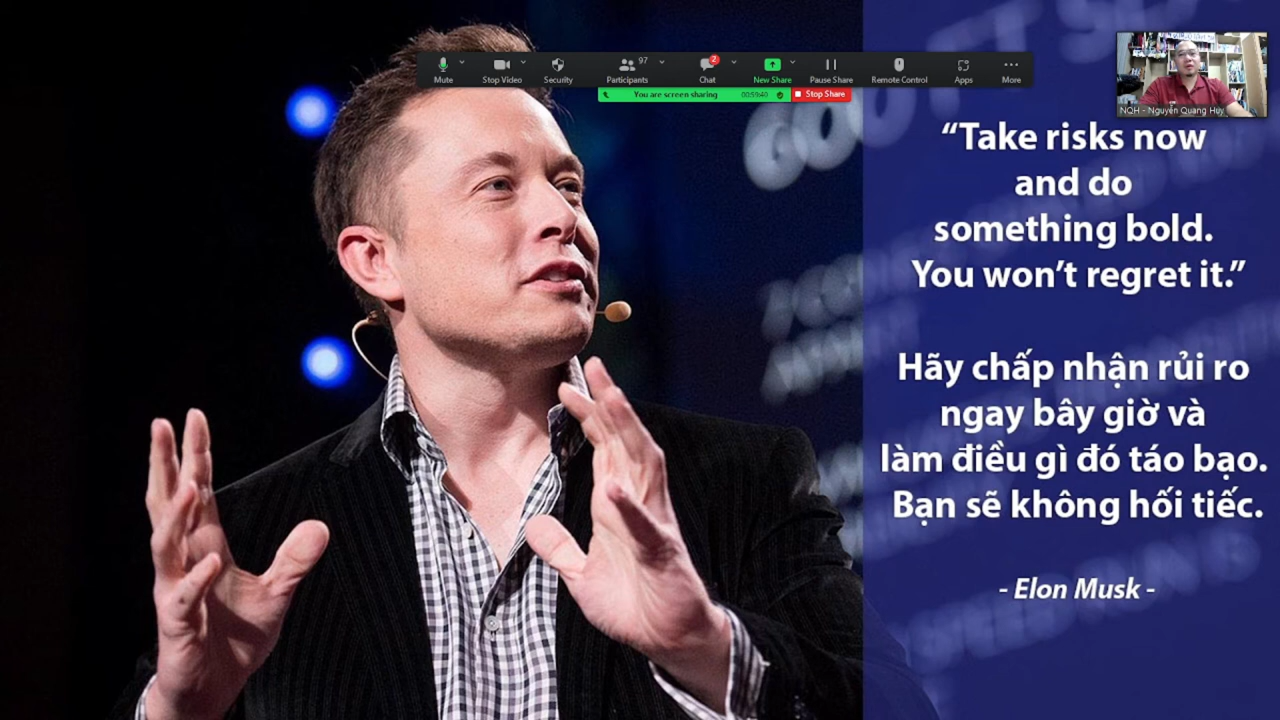 97
2
Mute
Stop Video
Security
Participants
Chat
New Share
Pause Share
Remote Control
Apps
More
You are screen sharing
00:59:40
Stop Share
NQH - Nguyễn Quang Huy
“Take risks now
and do
something bold.
You won’t regret it.”
Hãy chấp nhận rủi ro
ngay bây giờ và
làm điều gì đó táo bạo.
Bạn sẽ không hối tiếc.
- Elon Musk -